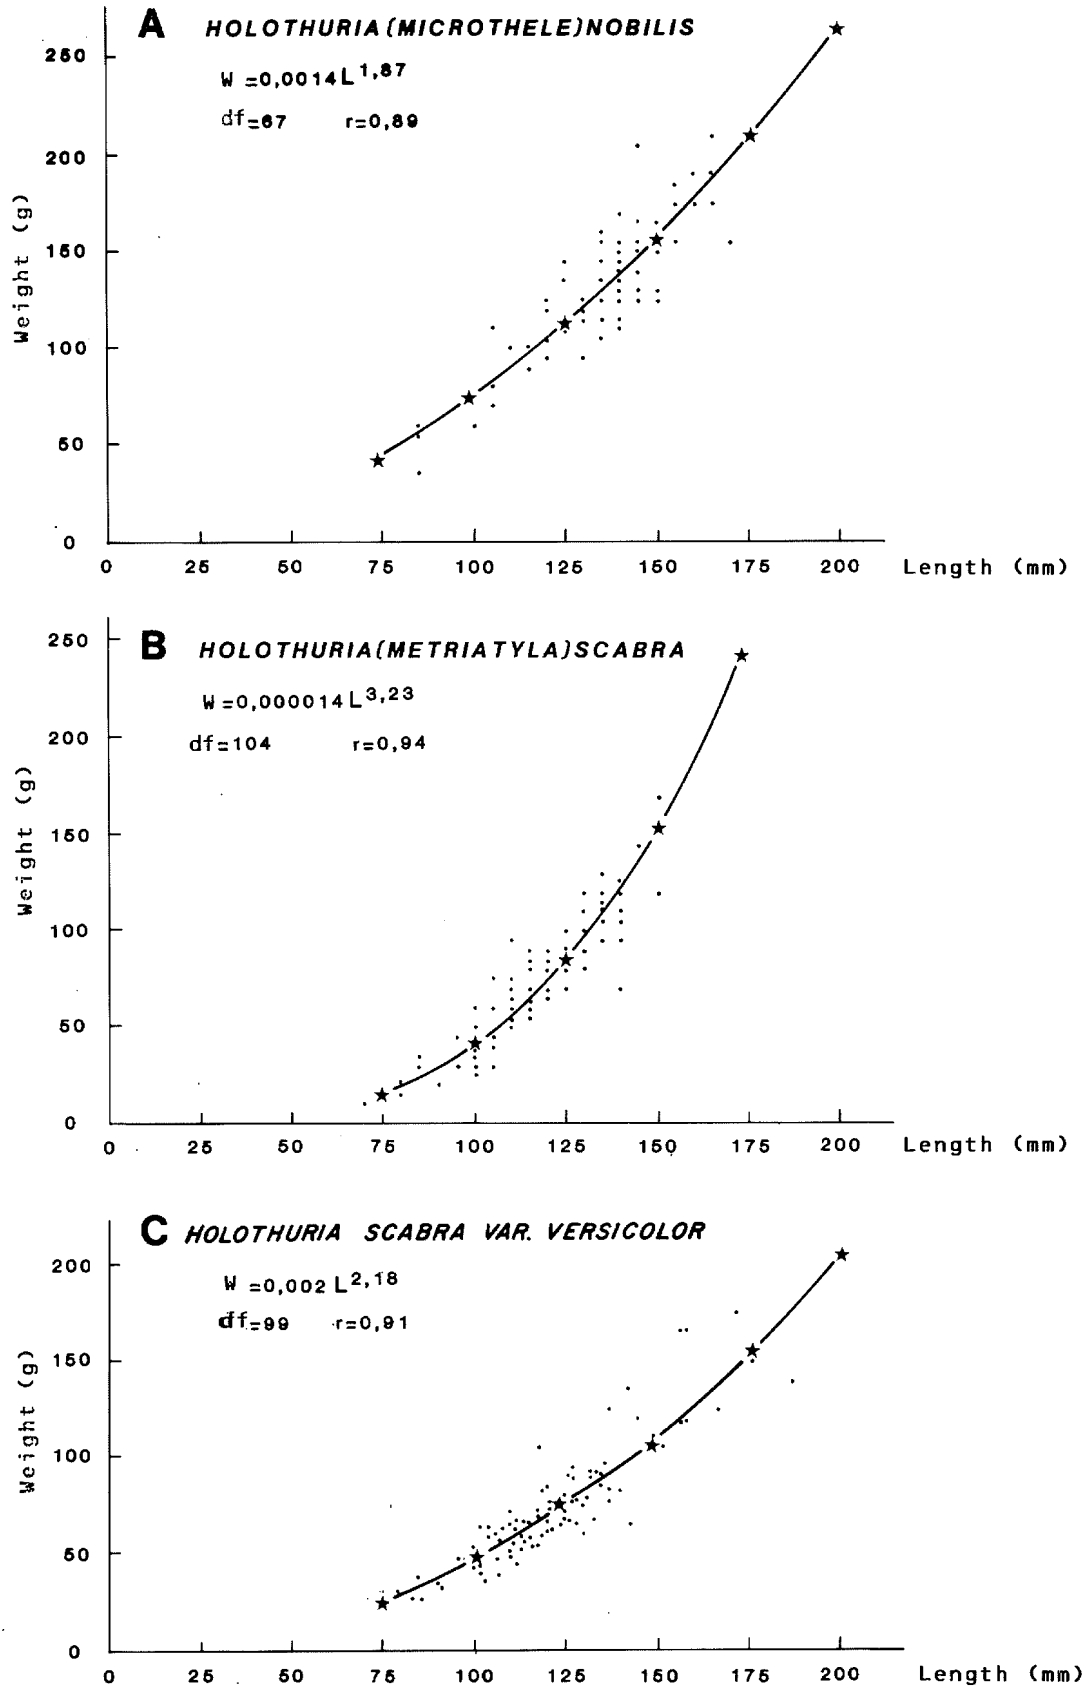 A HOLOTHURIA (MICROTHELE) NOBILIS
W = 0,0014 L^1,87
df=67 r=0,89
Weight (g)
250
200
150
100
50
0
0 25 50 75 100 125 150 175 200 Length (mm)
B HOLOTHURIA (METRIATYLA) SCABRA
W = 0,000014 L^3,23
df=104 r=0,94
Weight (g)
250
200
150
100
50
0
0 25 50 75 100 125 150 175 200 Length (mm)
C HOLOTHURIA SCABRA VAR. VERSICOLOR
W = 0,002 L^2,18
df=99 r=0,91
Weight (g)
200
150
100
50
0
0 25 50 75 100 125 150 175 200 Length (mm)